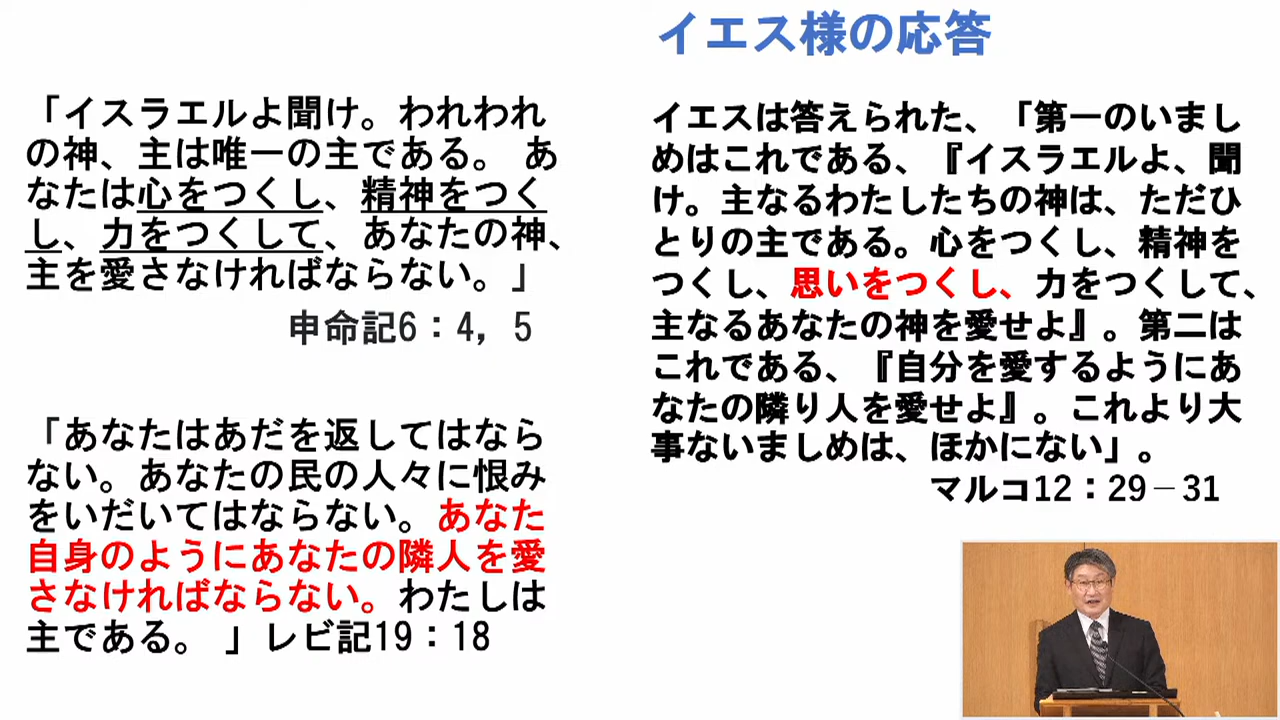 イエス様の応答
「イスラエルよ聞け。われわれ
の神、主は唯一の主である。 あ
なたは心をつくし、精神をつく
し、力をつくして、あなたの神、
主を愛さなければならない。」
申命記6：4，5
「あなたはあだを返してはなら
ない。あなたの民の人々に恨み
をいだいてはならない。あなた
自身のようにあなたの隣人を愛
さなければならない。わたしは
主である。 」レビ記19：18
イエスは答えられた、「第一のいまし
めはこれである、『イスラエルよ、聞
け。主なるわたしたちの神は、ただひ
とりの主である。心をつくし、精神を
つくし、思いをつくし、力をつくして、
主なるあなたの神を愛せよ』。第二は
これである、『自分を愛するようにあ
なたの隣り人を愛せよ』。これより大
事ないましめは、ほかにない」。
マルコ12：29－31